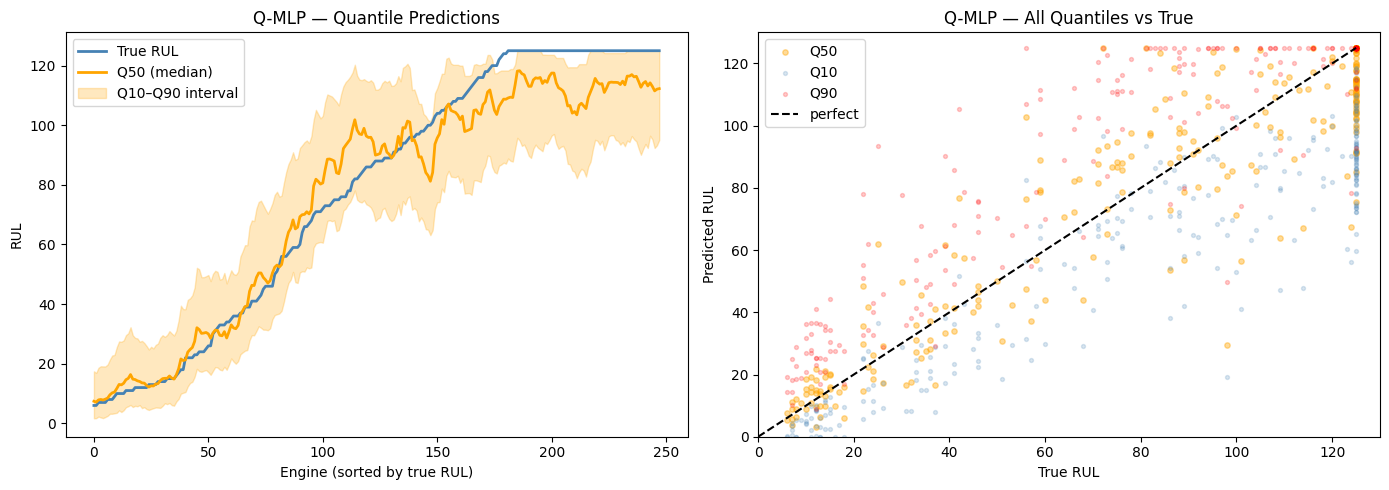 Q-MLP — Quantile Predictions
True RUL
Q50 (median)
Q10–Q90 interval
RUL
120
100
80
60
40
20
0
0 50 100 150 200 250
Engine (sorted by true RUL)
Q-MLP — All Quantiles vs True
Q50
Q10
Q90
perfect
Predicted RUL
120
100
80
60
40
20
0
0 20 40 60 80 100 120
True RUL